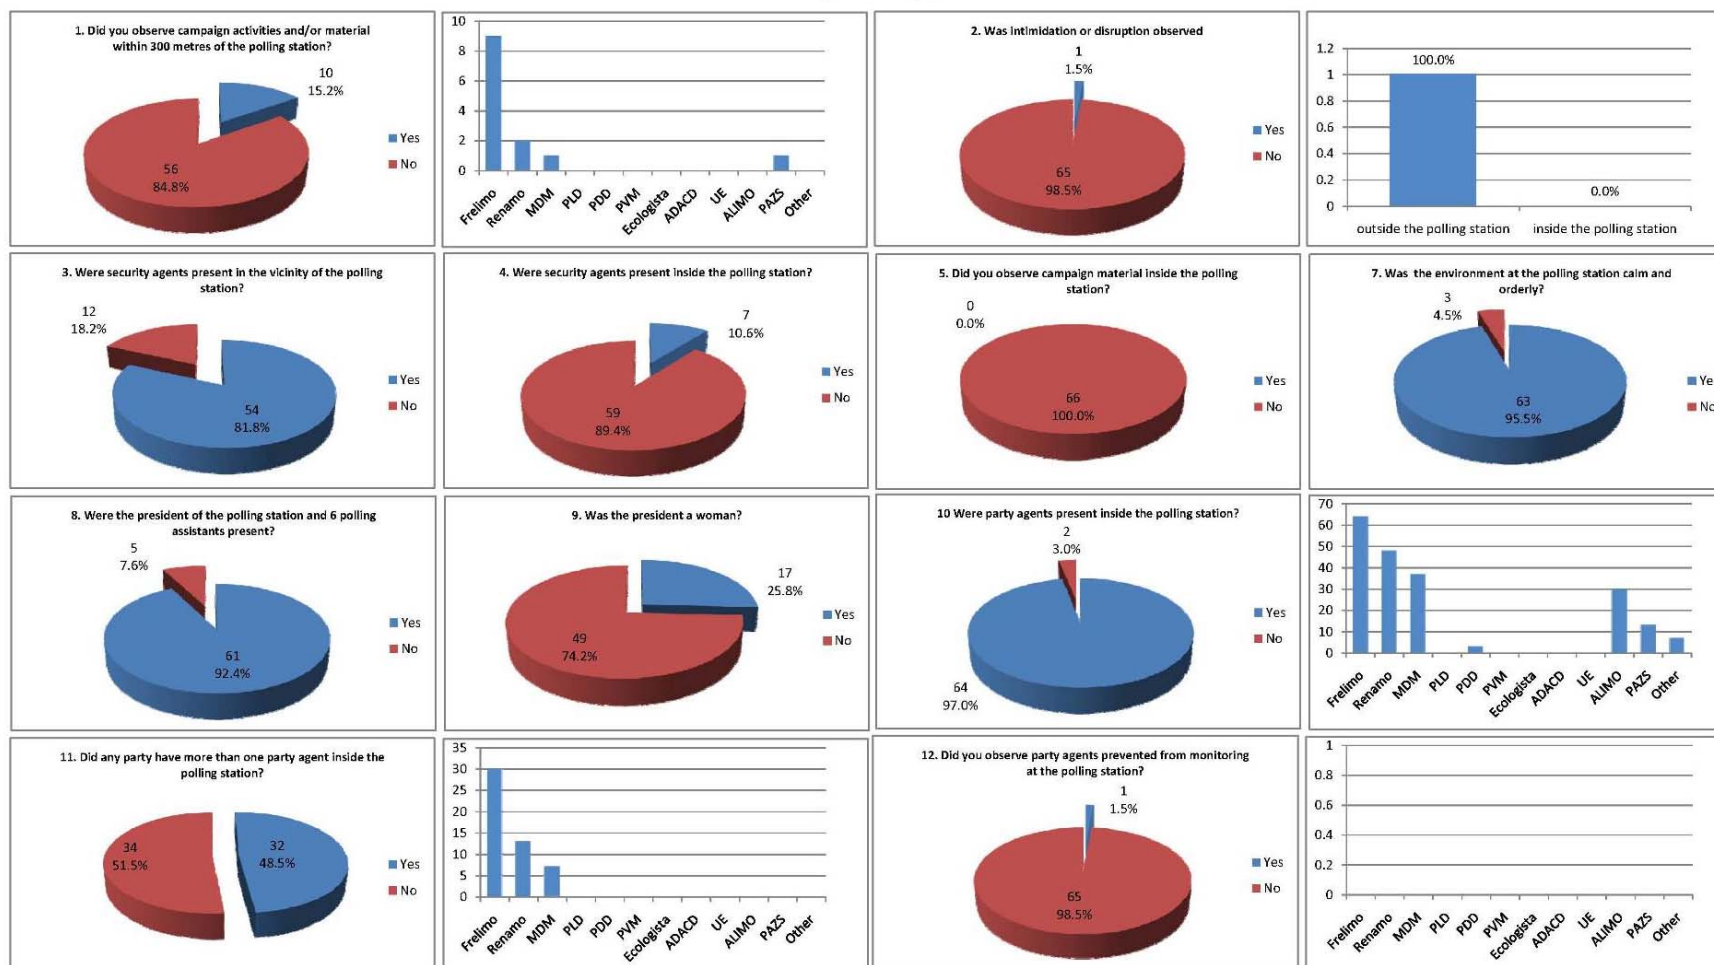 1. Did you observe campaign activities and/or material
within 300 metres of the polling station?
10
15.2%
56
84.8%
Yes
No
10
8
6
4
2
0
Frelimo
Renamo
MDM
PLD
PDD
PVM
Ecologista
ADACD
UE
ALIMO
PAZS
Other
2. Was intimidation or disruption observed
1
1.5%
65
98.5%
Yes
No
1.2
1
0.8
0.6
0.4
0.2
0
100.0%
0.0%
outside the polling station
inside the polling station
3. Were security agents present in the vicinity of the polling
station?
12
18.2%
54
81.8%
Yes
No
4. Were security agents present inside the polling station?
7
10.6%
59
89.4%
Yes
No
5. Did you observe campaign material inside the polling
station?
0
0.0%
66
100.0%
Yes
No
7. Was the environment at the polling station calm and
orderly?
3
4.5%
63
95.5%
Ye
No
8. Were the president of the polling station and 6 polling
assistants present?
5
7.6%
61
92.4%
Yes
No
9. Was the president a woman?
17
25.8%
49
74.2%
Yes
No
10 Were party agents present inside the polling station?
2
3.0%
64
97.0%
Yes
No
70
60
50
40
30
20
10
0
Frelimo
Renamo
MDM
PLD
PDD
PVM
Ecologista
ADACD
UE
ALIMO
PAZS
Other
11. Did any party have more than one party agent inside the
polling station?
34
51.5%
32
48.5%
Yes
No
35
30
25
20
15
10
5
0
Frelimo
Renamo
MDM
PLD
PDD
PVM
Ecologista
ADACD
UE
ALIMO
PAZS
Other
12. Did you observe party agents prevented from monitoring
at the polling station?
1
1.5%
65
98.5%
Yes
No
1
0.8
0.6
0.4
0.2
0
Frelimo
Renamo
MDM
PLD
PDD
PVM
Ecologista
ADACD
UE
ALIMO
PAZS
Other